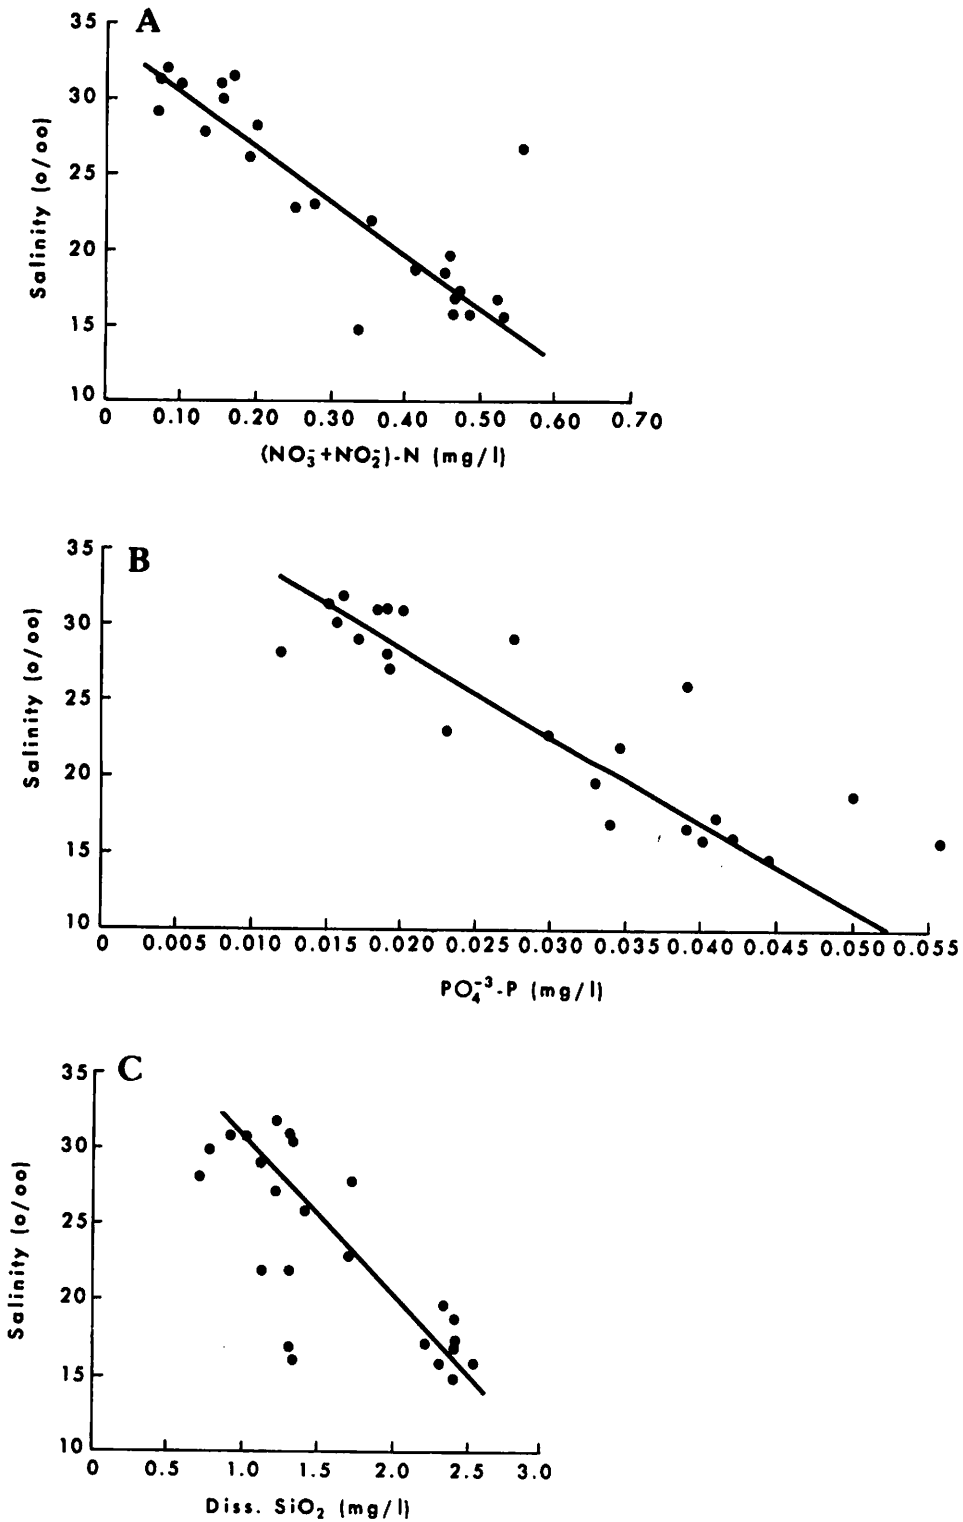 A
35
30
25
20
15
10
Salinity (o/oo)
0 0.10 0.20 0.30 0.40 0.50 0.60 0.70
(NO₃⁻+NO₂⁻)-N (mg/l)
B
35
30
25
20
15
10
Salinity (o/oo)
0 0.005 0.010 0.015 0.020 0.025 0.030 0.035 0.040 0.045 0.050 0.055
PO₄⁻³-P (mg/l)
C
35
30
25
20
15
10
Salinity (o/oo)
0 0.5 1.0 1.5 2.0 2.5 3.0
Diss. SiO₂ (mg/l)